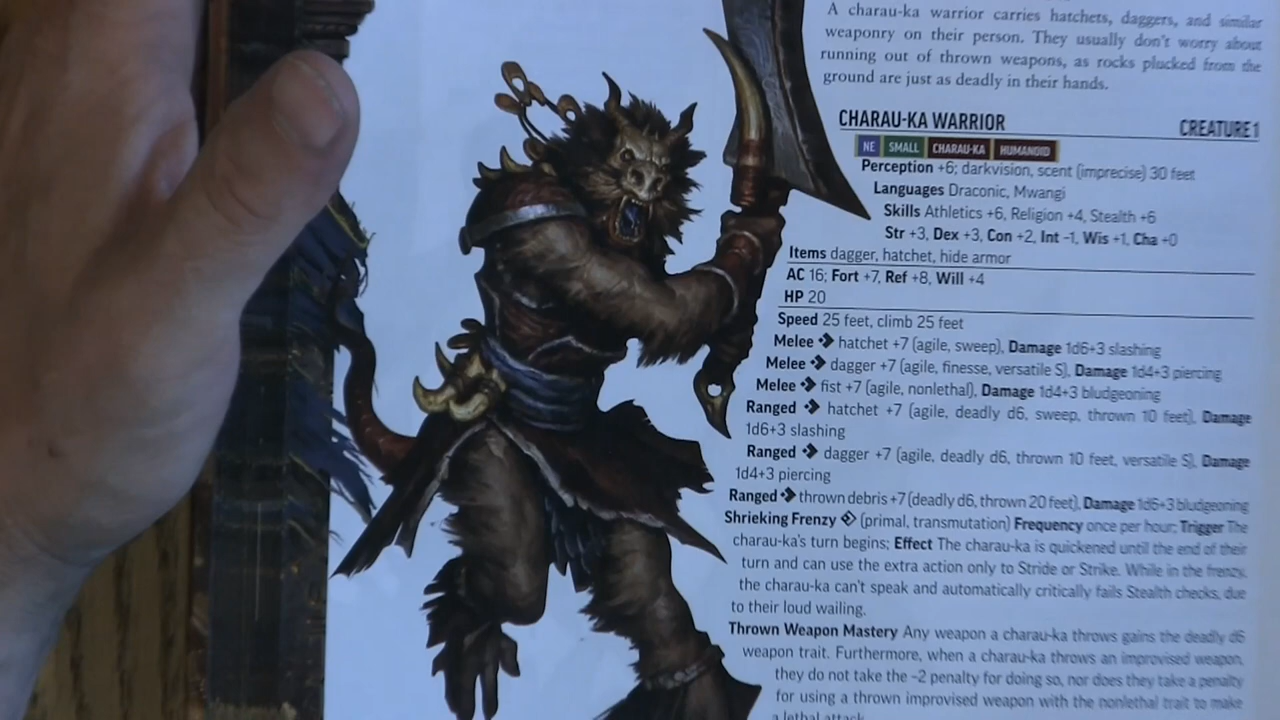 A charau-ka warrior carries hatchets, daggers, and similar
weaponry on their person. They usually don't worry about
running out of thrown weapons, as rocks plucked from the
ground are just as deadly in their hands.
CHARAU-KA WARRIOR CREATURE 1
NE SMALL CHARAU-KA HUMANOID
Perception +6; darkvision, scent (imprecise) 30 feet
Languages Draconic, Mwangi
Skills Athletics +6, Religion +4, Stealth +6
Str +3, Dex +3, Con +2, Int -1, Wis +1, Cha +0
Items dagger, hatchet, hide armor
AC 16; Fort +7, Ref +8, Will +4
HP 20
Speed 25 feet, climb 25 feet
Melee hatchet +7 (agile, sweep), Damage 1d6+3 slashing
Melee dagger +7 (agile, finesse, versatile S), Damage 1d4+3 piercing
Melee fist +7 (agile, nonlethal), Damage 1d4+3 bludgeoning
Ranged hatchet +7 (agile, deadly d6, sweep, thrown 10 feet), Damage
1d6+3 slashing
Ranged dagger +7 (agile, deadly d6, thrown 10 feet, versatile S), Damage
1d4+3 piercing
Ranged thrown debris +7 (deadly d6, thrown 20 feet), Damage 1d6+3 bludgeoning
Shrieking Frenzy (primal, transmutation) Frequency once per hour; Trigger The
charau-ka's turn begins; Effect The charau-ka is quickened until the end of their
turn and can use the extra action only to Stride or Strike. While in the frenzy,
the charau-ka can't speak and automatically critically fails Stealth checks, due
to their loud wailing.
Thrown Weapon Mastery Any weapon a charau-ka throws gains the deadly d6
weapon trait. Furthermore, when a charau-ka throws an improvised weapon,
they do not take the -2 penalty for doing so, nor does they take a penalty
for using a thrown improvised weapon with the nonlethal trait to make
a lethal attack.